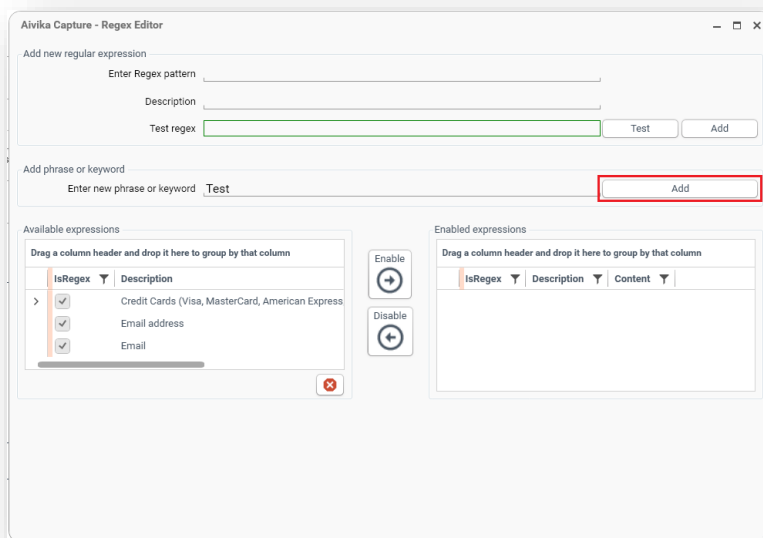 Aivika Capture - Regex Editor
Add new regular expression
Enter Regex pattern
Description
Test regex Test Add
Add phrase or keyword
Enter new phrase or keyword Test Add
Available expressions
Drag a column header and drop it here to group by that column
IsRegex Description
Credit Cards (Visa, MasterCard, American Express
Email address
Email
Enable
Disable
Enabled expressions
Drag a column header and drop it here to group by that column
IsRegex Description Content